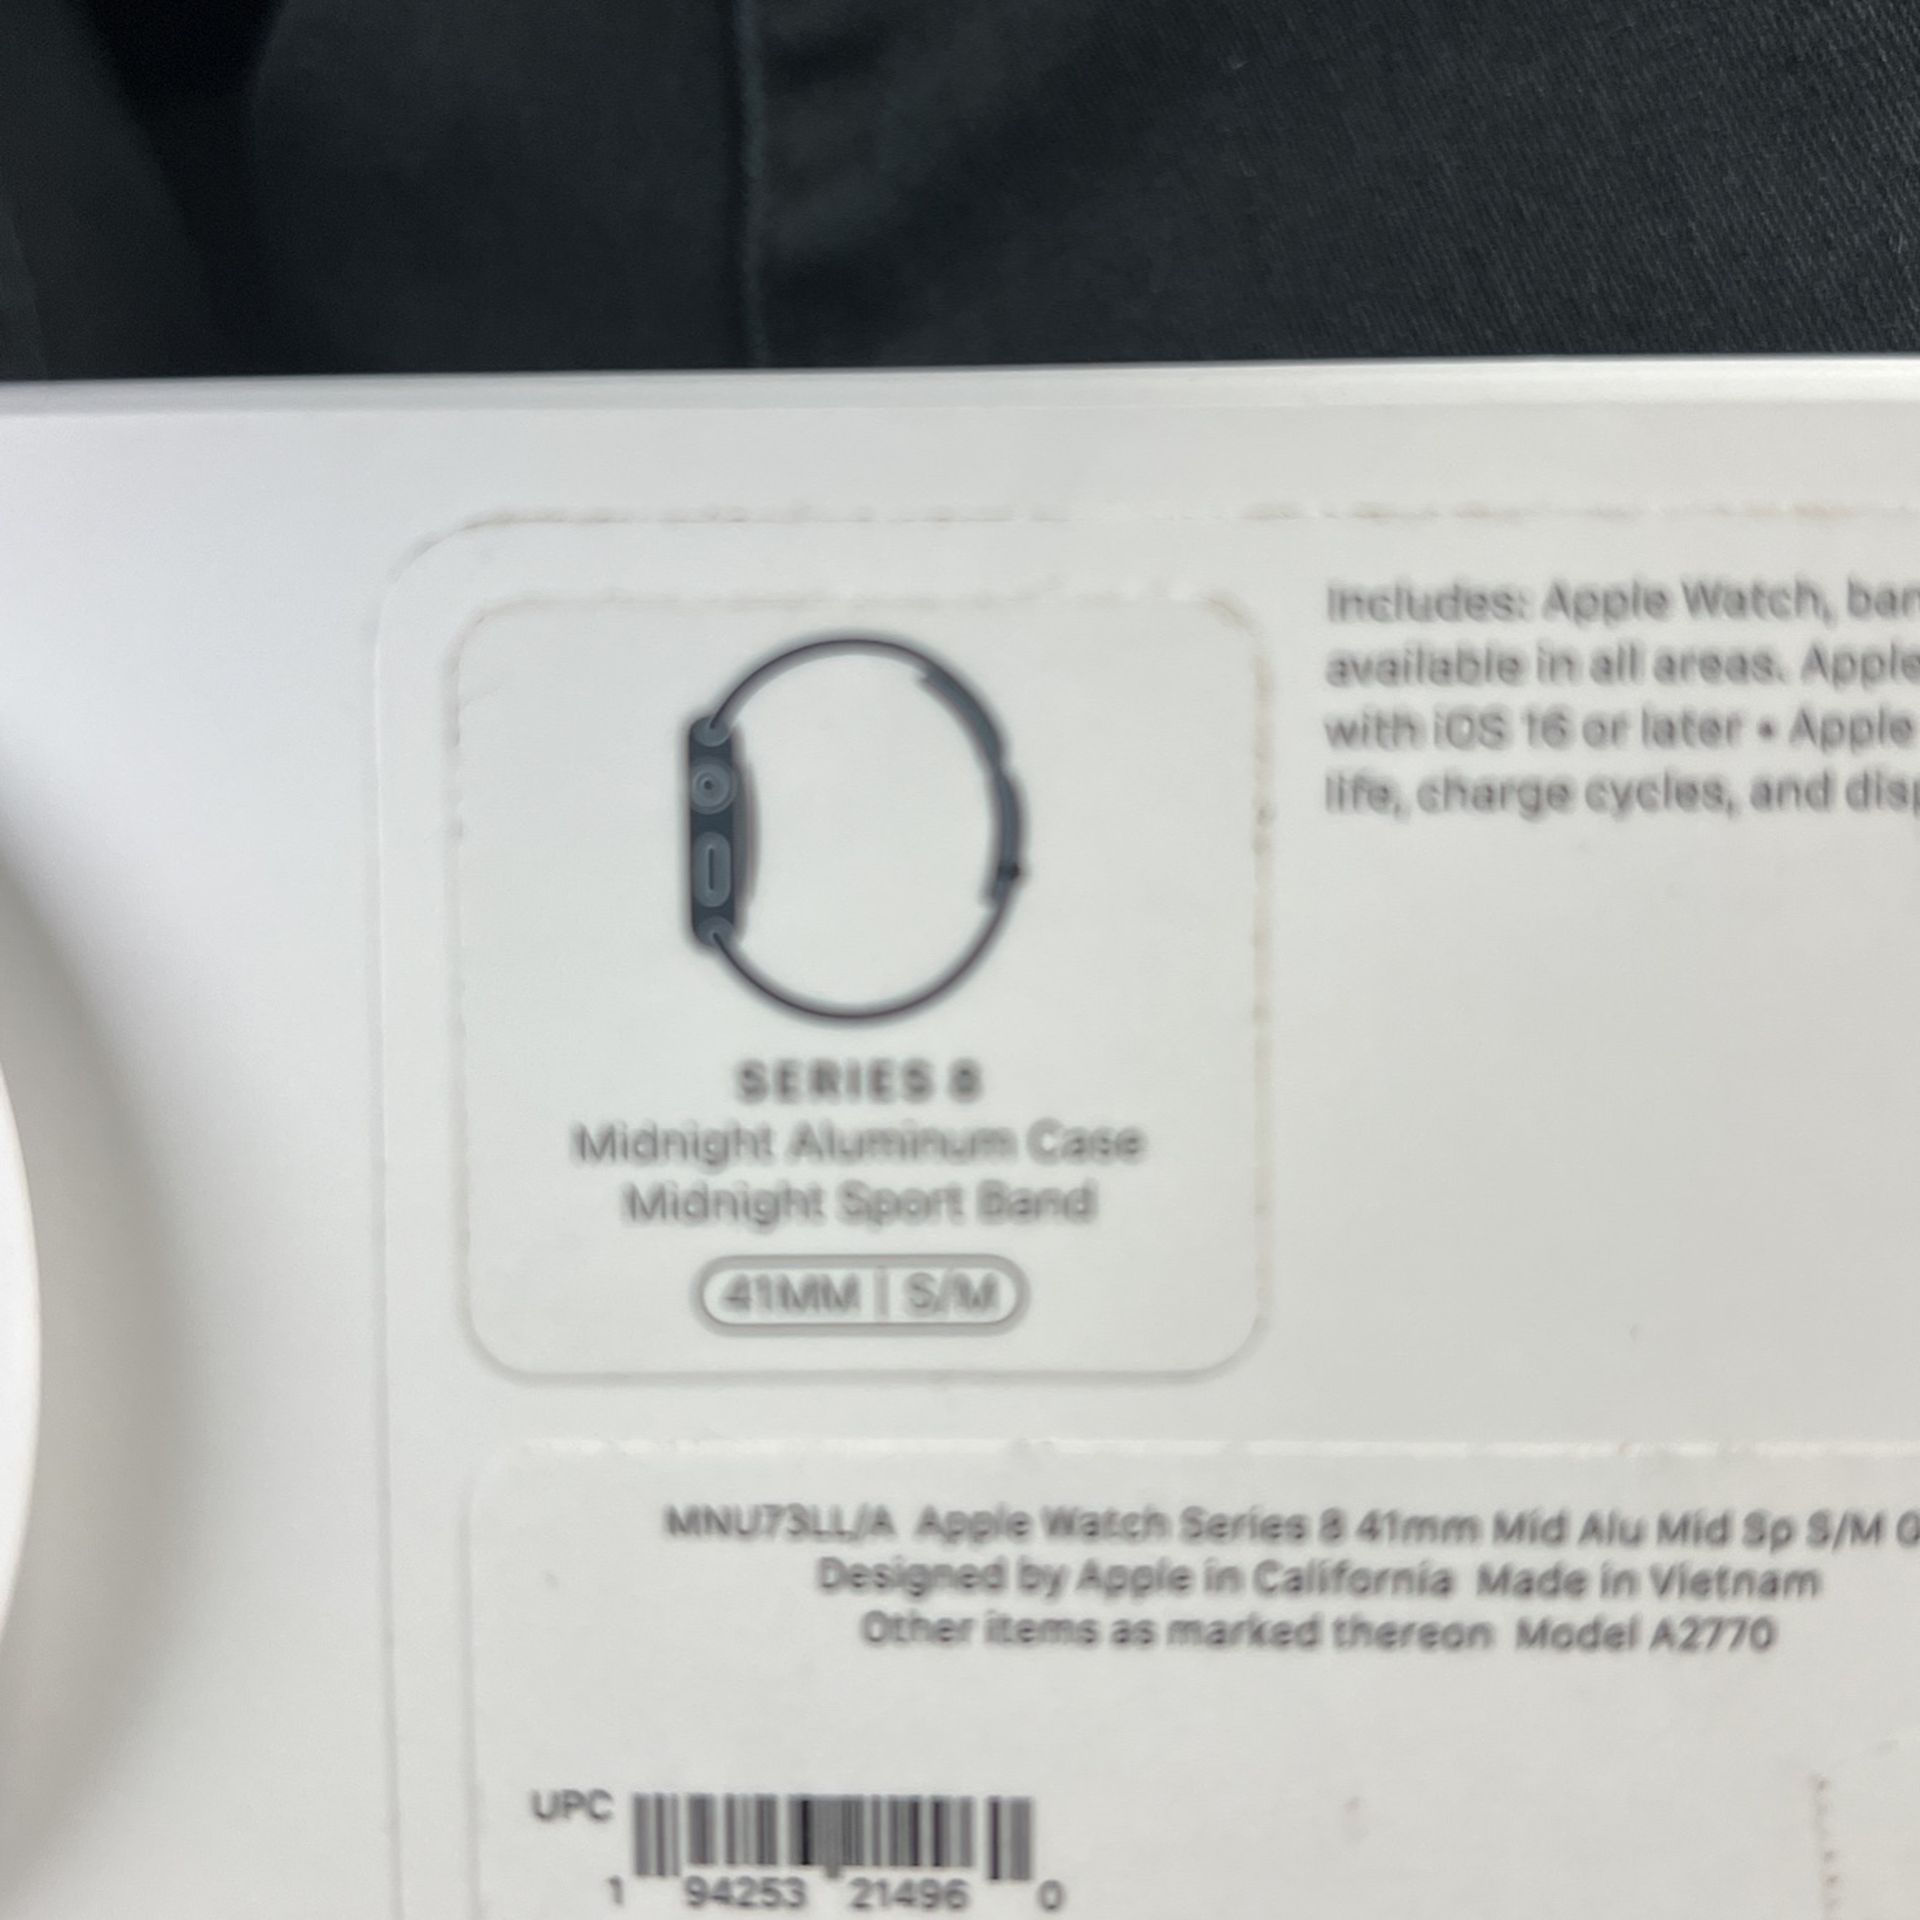 Includes: Apple Watch, ban
available in all areas. Apple
with iOS 16 or later • Apple
life, charge cycles, and disp
SERIES 8
Midnight Aluminum Case
Midnight Sport Band
41MM | S/M
MNU73LL/A Apple Watch Series 8 41mm Mid Alu Mid Sp S/M G
Designed by Apple in California Made in Vietnam
Other items as marked thereon Model A2770
UPC
1 94253 21496 0